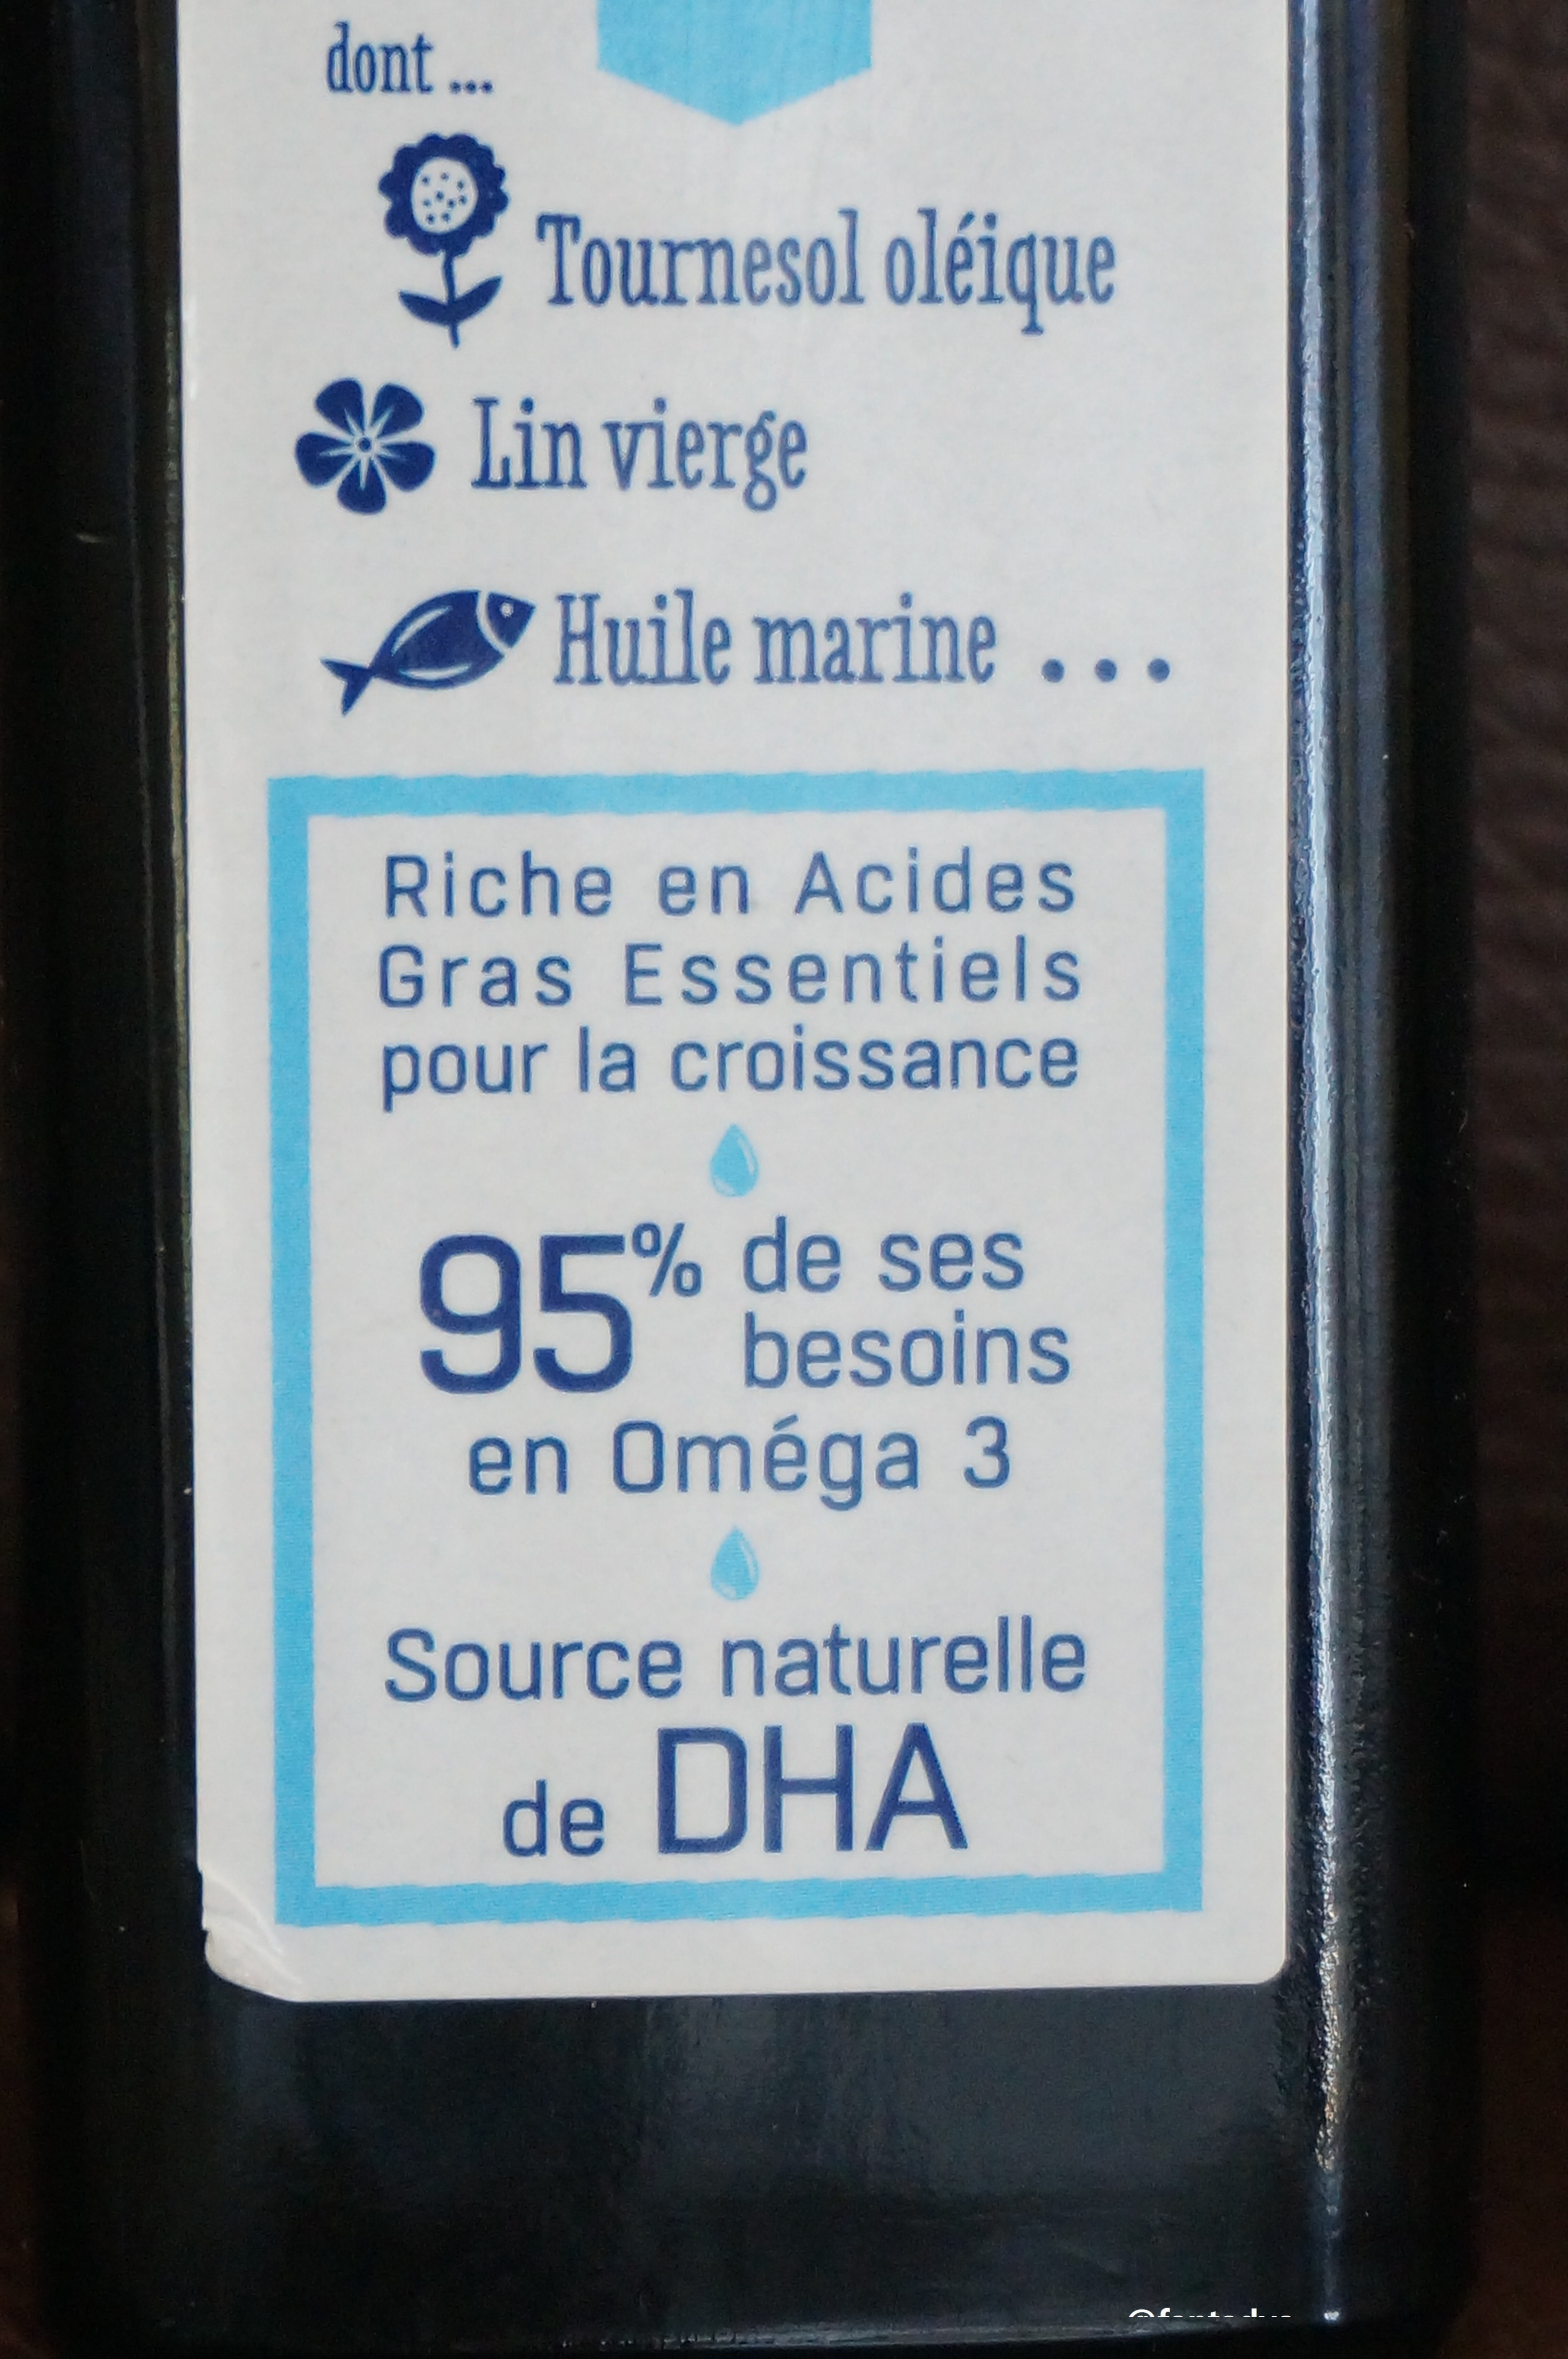 dont ...
Tournesol oléique
Lin vierge
Huile marine ...
Riche en Acides
Gras Essentiels
pour la croissance
95% de ses
besoins
en Oméga 3
Source naturelle
de DHA